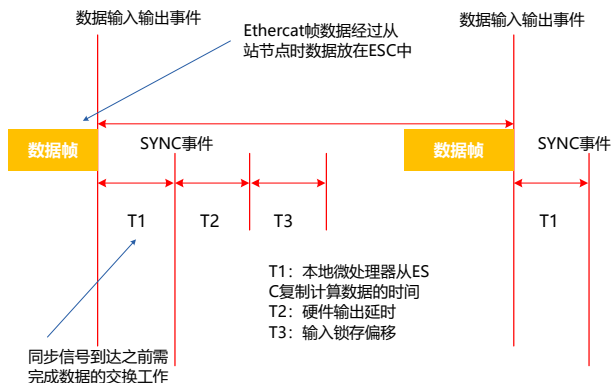 数据输入输出事件
数据输入输出事件
Ethercat帧数据经过从
站节点时数据放在ESC中
数据帧
SYNC事件
数据帧
SYNC事件
T1
T2
T3
T1
T1：本地微处理器从ES
C复制计算数据的时间
T2：硬件输出延时
T3：输入锁存偏移
同步信号到达之前需
完成数据的交换工作